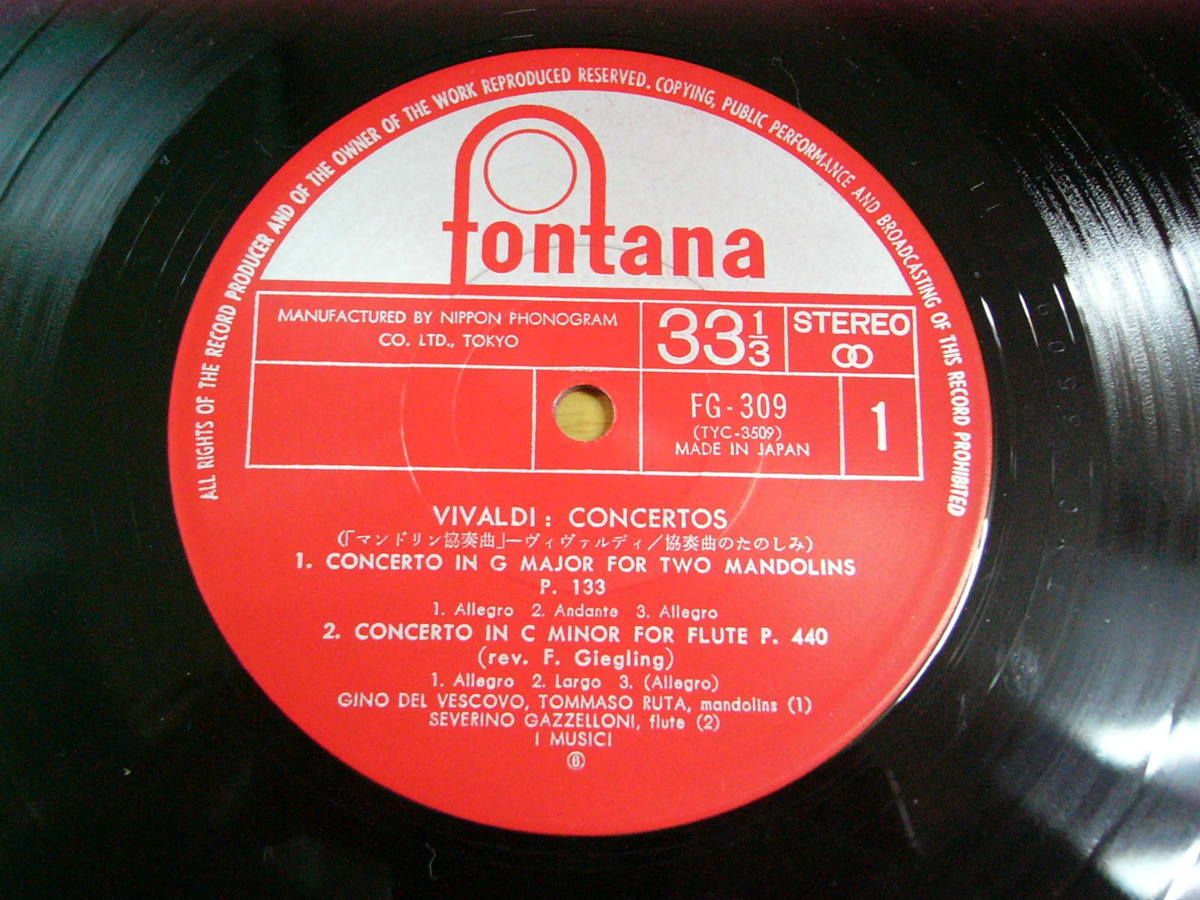 ALL RIGHTS OF THE RECORD PRODUCER AND OF THE OWNER OF THE WORK REPRODUCED RESERVED. COPYING, PUBLIC PERFORMANCE AND BROADCASTING OF THIS RECORD PROHIBITED
fontana
MANUFACTURED BY NIPPON PHONOGRAM
CO. LTD., TOKYO
33 1/3
STEREO
FG-309
(TYC-3509)
MADE IN JAPAN
1
VIVALDI : CONCERTOS
(「マンドリン協奏曲」—ヴィヴァルディ/協奏曲のたのしみ)
1. CONCERTO IN G MAJOR FOR TWO MANDOLINS
P. 133
1. Allegro 2. Andante 3. Allegro
2. CONCERTO IN C MINOR FOR FLUTE P. 440
(rev. F. Giegling)
1. Allegro 2. Largo 3. (Allegro)
GINO DEL VESCOVO, TOMMASO RUTA, mandolins (1)
SEVERINO GAZZELLONI, flute (2)
I MUSICI